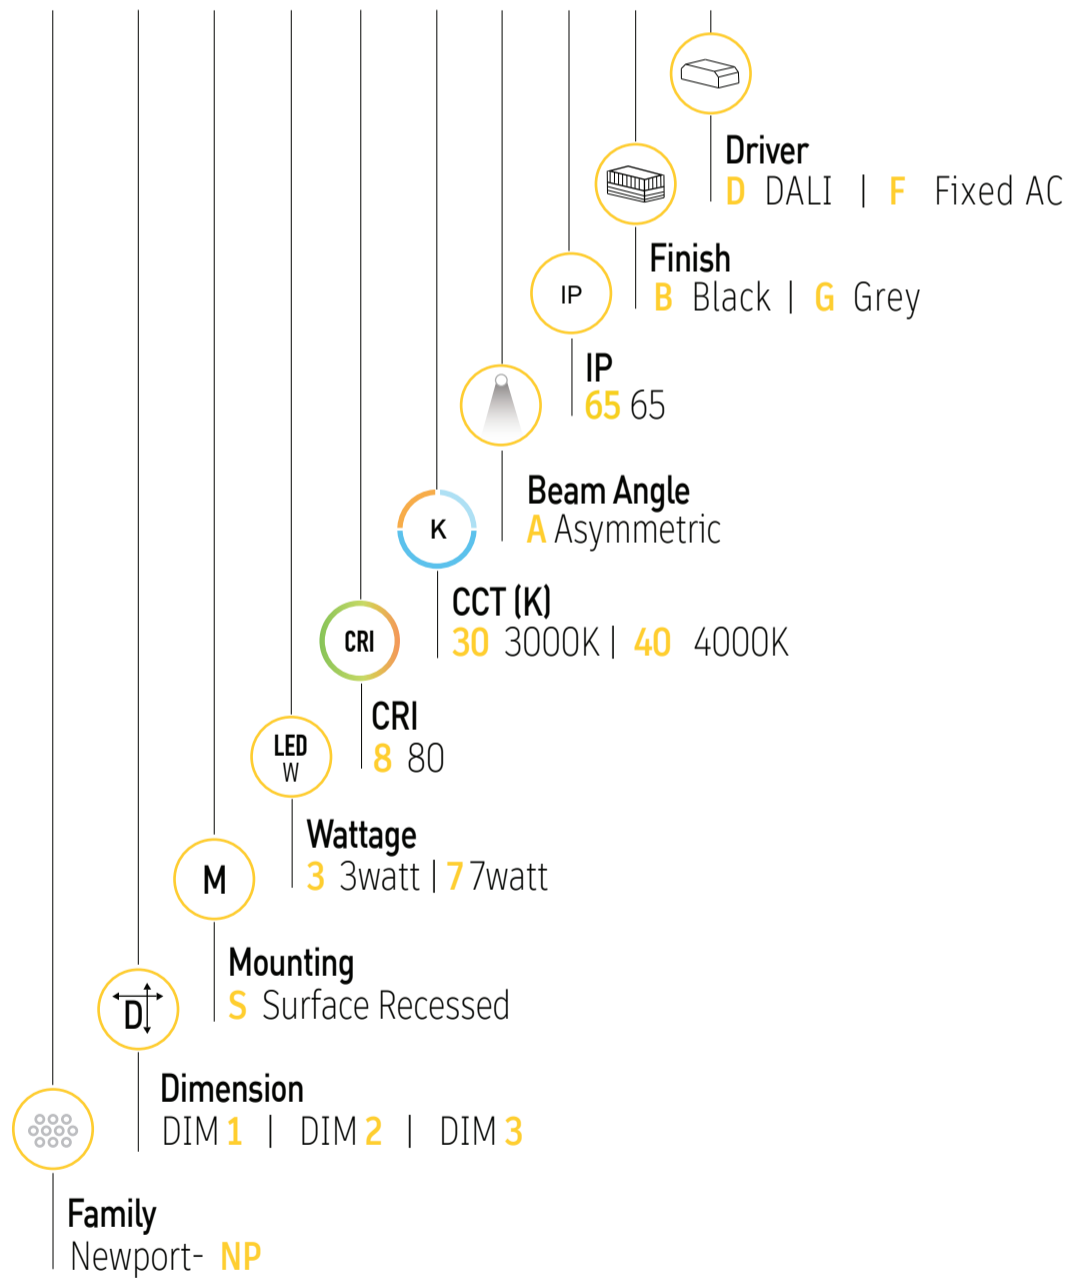 Driver
D DALI | F Fixed AC
Finish
B Black | G Grey
IP
IP
65 65
Beam Angle
A Asymmetric
K
CCT (K)
30 3000K | 40 4000K
CRI
CRI
8 80
LED
W
Wattage
3 3watt | 7 7watt
M
Mounting
S Surface Recessed
D
Dimension
DIM 1 | DIM 2 | DIM 3
Family
Newport- NP